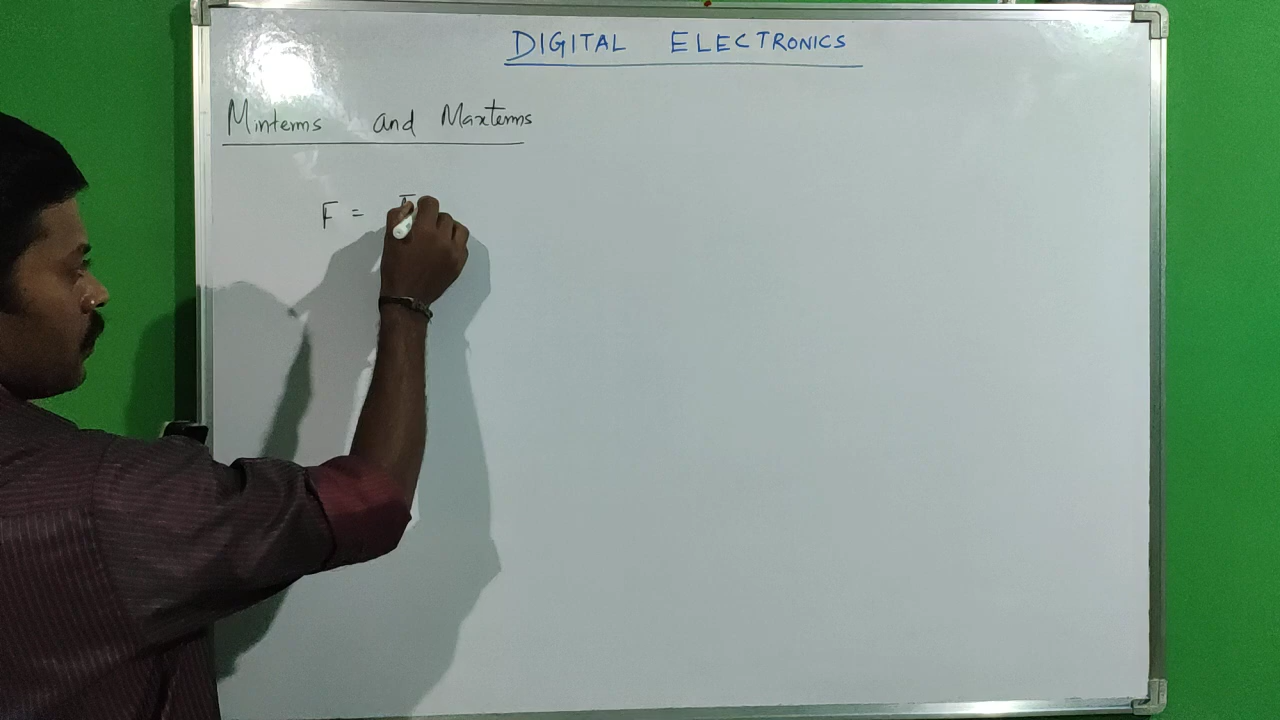 DIGITAL ELECTRONICS
Minterms and Maxterms
F =